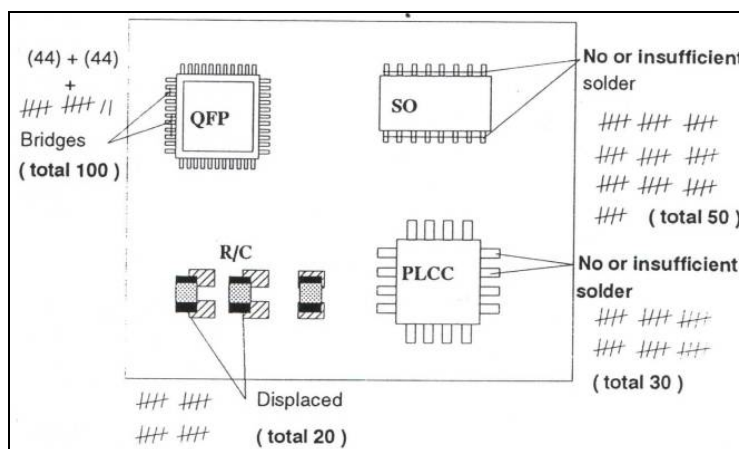 (44) + (44)
+
Bridges
( total 100 )
QFP
SO
No or insufficient
solder
( total 50 )
R/C
PLCC
No or insufficient
solder
( total 30 )
Displaced
( total 20 )